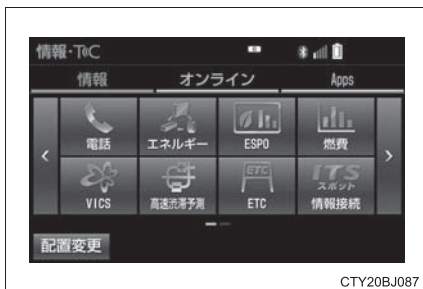 情報・T-C
情報 オンライン Apps
電話 エネルギー ESPO 燃費
ETC ITS
スポット
VICS 高速渋滞予測 ETC 情報接続
配置変更
CTY20BJ087